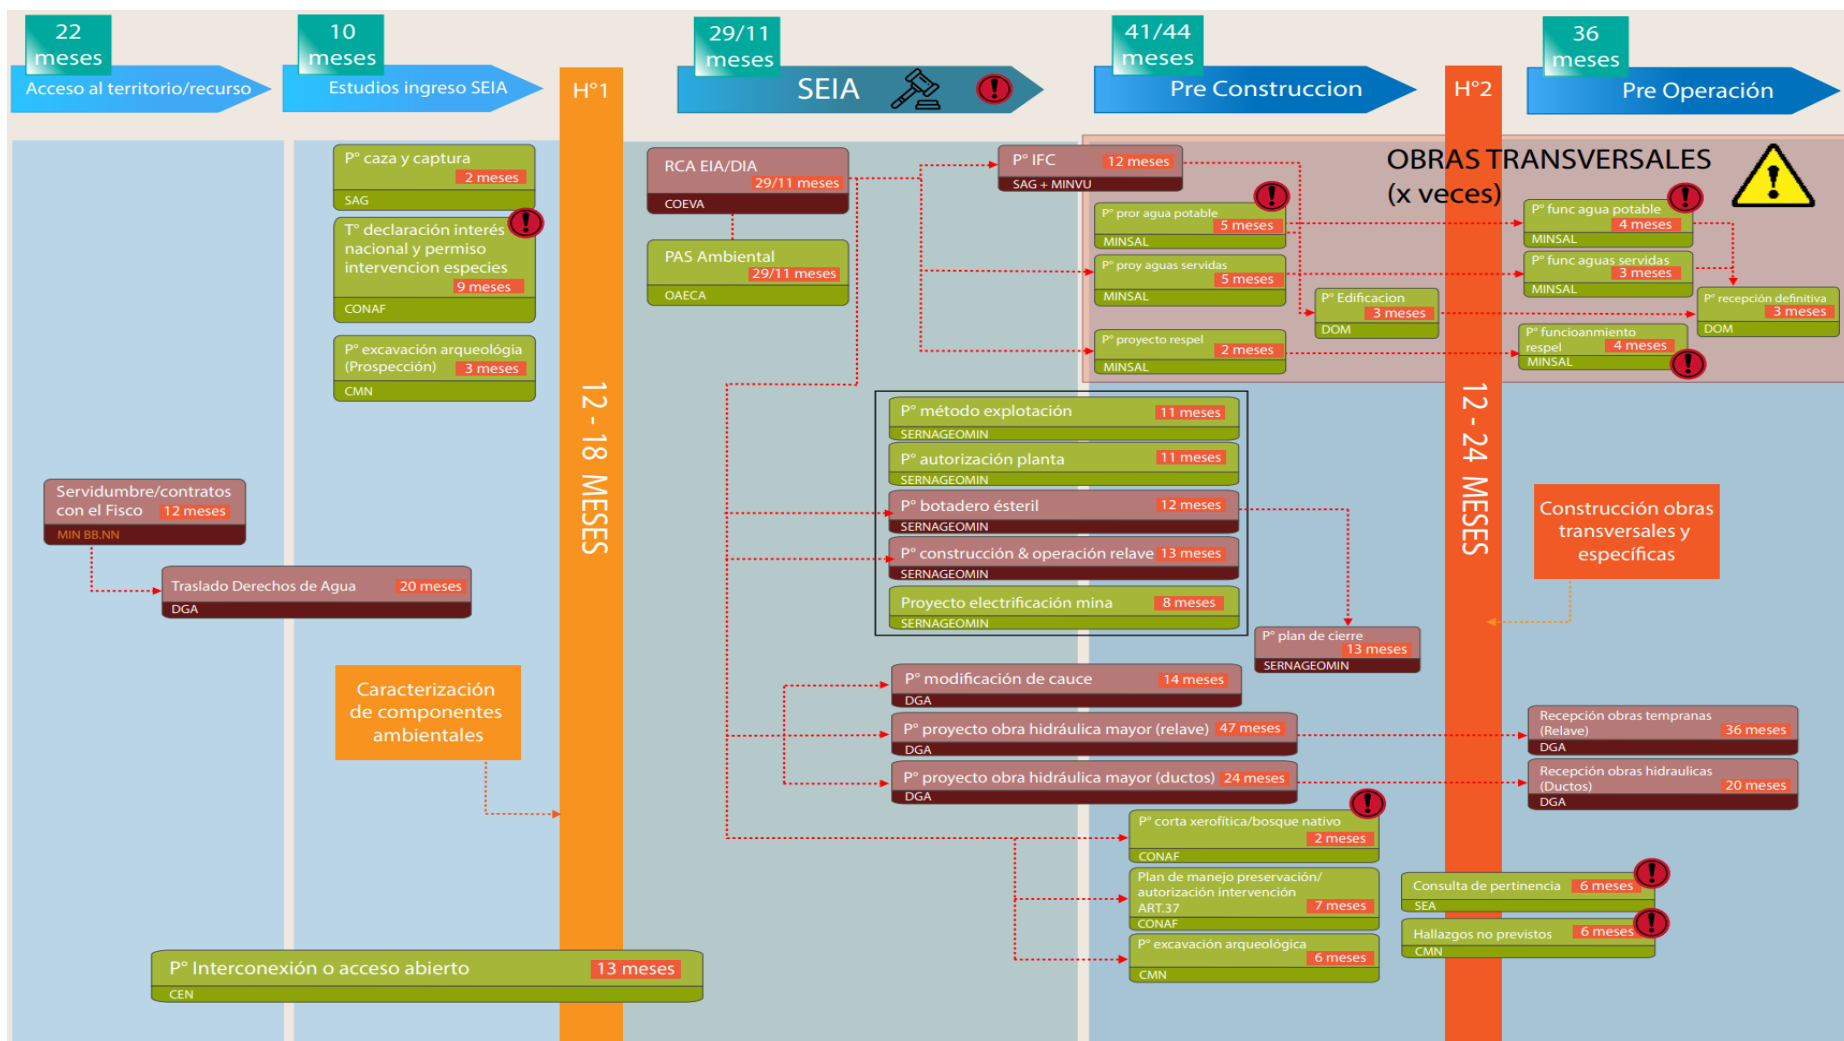 22
meses
Acceso al territorio/recurso
10
meses
Estudios ingreso SEIA
H°1
12 - 18 MESES
29/11
meses
SEIA
41/44
meses
Pre Construccion
H°2
12 - 24 MESES
36
meses
Pre Operación
P° caza y captura
2 meses
SAG
T° declaración interés
nacional y permiso
intervencion especies
9 meses
CONAF
P° excavación arqueológia
(Prospección) 3 meses
CMN
Servidumbre/contratos
con el Fisco 12 meses
MIN BB.NN
Traslado Derechos de Agua 20 meses
DGA
Caracterización
de componentes
ambientales
P° Interconexión o acceso abierto 13 meses
CEN
RCA EIA/DIA
29/11 meses
COEVA
PAS Ambiental
29/11 meses
OAECA
P° IFC 12 meses
SAG + MINVU
OBRAS TRANSVERSALES
(x veces)
P° pror agua potable
5 meses
MINSAL
P° proy aguas servidas
5 meses
MINSAL
P° Edificacion
3 meses
DOM
P° proyecto respel
2 meses
MINSAL
P° func agua potable
4 meses
MINSAL
P° func aguas servidas
3 meses
MINSAL
P° recepción definitiva
3 meses
DOM
P° funcioanmiento
respel 4 meses
MINSAL
P° método explotación 11 meses
SERNAGEOMIN
P° autorización planta 11 meses
SERNAGEOMIN
P° botadero ésteril 12 meses
SERNAGEOMIN
P° construcción & operación relave 13 meses
SERNAGEOMIN
Proyecto electrificación mina 8 meses
SERNAGEOMIN
P° plan de cierre
13 meses
SERNAGEOMIN
Construcción obras
transversales y
específicas
P° modificación de cauce 14 meses
DGA
P° proyecto obra hidráulica mayor (relave) 47 meses
DGA
P° proyecto obra hidráulica mayor (ductos) 24 meses
DGA
Recepción obras tempranas
(Relave) 36 meses
DGA
Recepción obras hidraulicas
(Ductos) 20 meses
DGA
P° corta xerofítica/bosque nativo
2 meses
CONAF
Plan de manejo preservación/
autorización intervención
ART.37 7 meses
CONAF
P° excavación arqueológica
6 meses
CMN
Consulta de pertinencia 6 meses
SEA
Hallazgos no previstos 6 meses
CMN